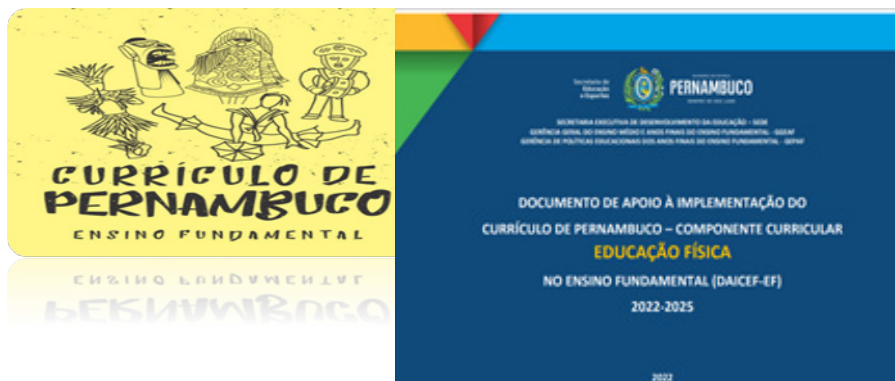 CURRÍCULO DE
PERNAMBUCO
ENSINO FUNDAMENTAL
Secretaria de
Educação
e Esportes
PERNAMBUCO
SECRETARIA EXECUTIVA DE DESENVOLVIMENTO DA EDUCAÇÃO – SEDE
GERÊNCIA GERAL DO ENSINO MÉDIO E ANOS FINAIS DO ENSINO FUNDAMENTAL -
GERÊNCIA DE POLÍTICAS EDUCACIONAIS DOS ANOS FINAIS DO ENSINO FUNDAMENTAL - GEPAF
DOCUMENTO DE APOIO À IMPLEMENTAÇÃO DO
CURRÍCULO DE PERNAMBUCO – COMPONENTE CURRICULAR
EDUCAÇÃO FÍSICA
NO ENSINO FUNDAMENTAL (DAICEF-EF)
2022-2025
2022